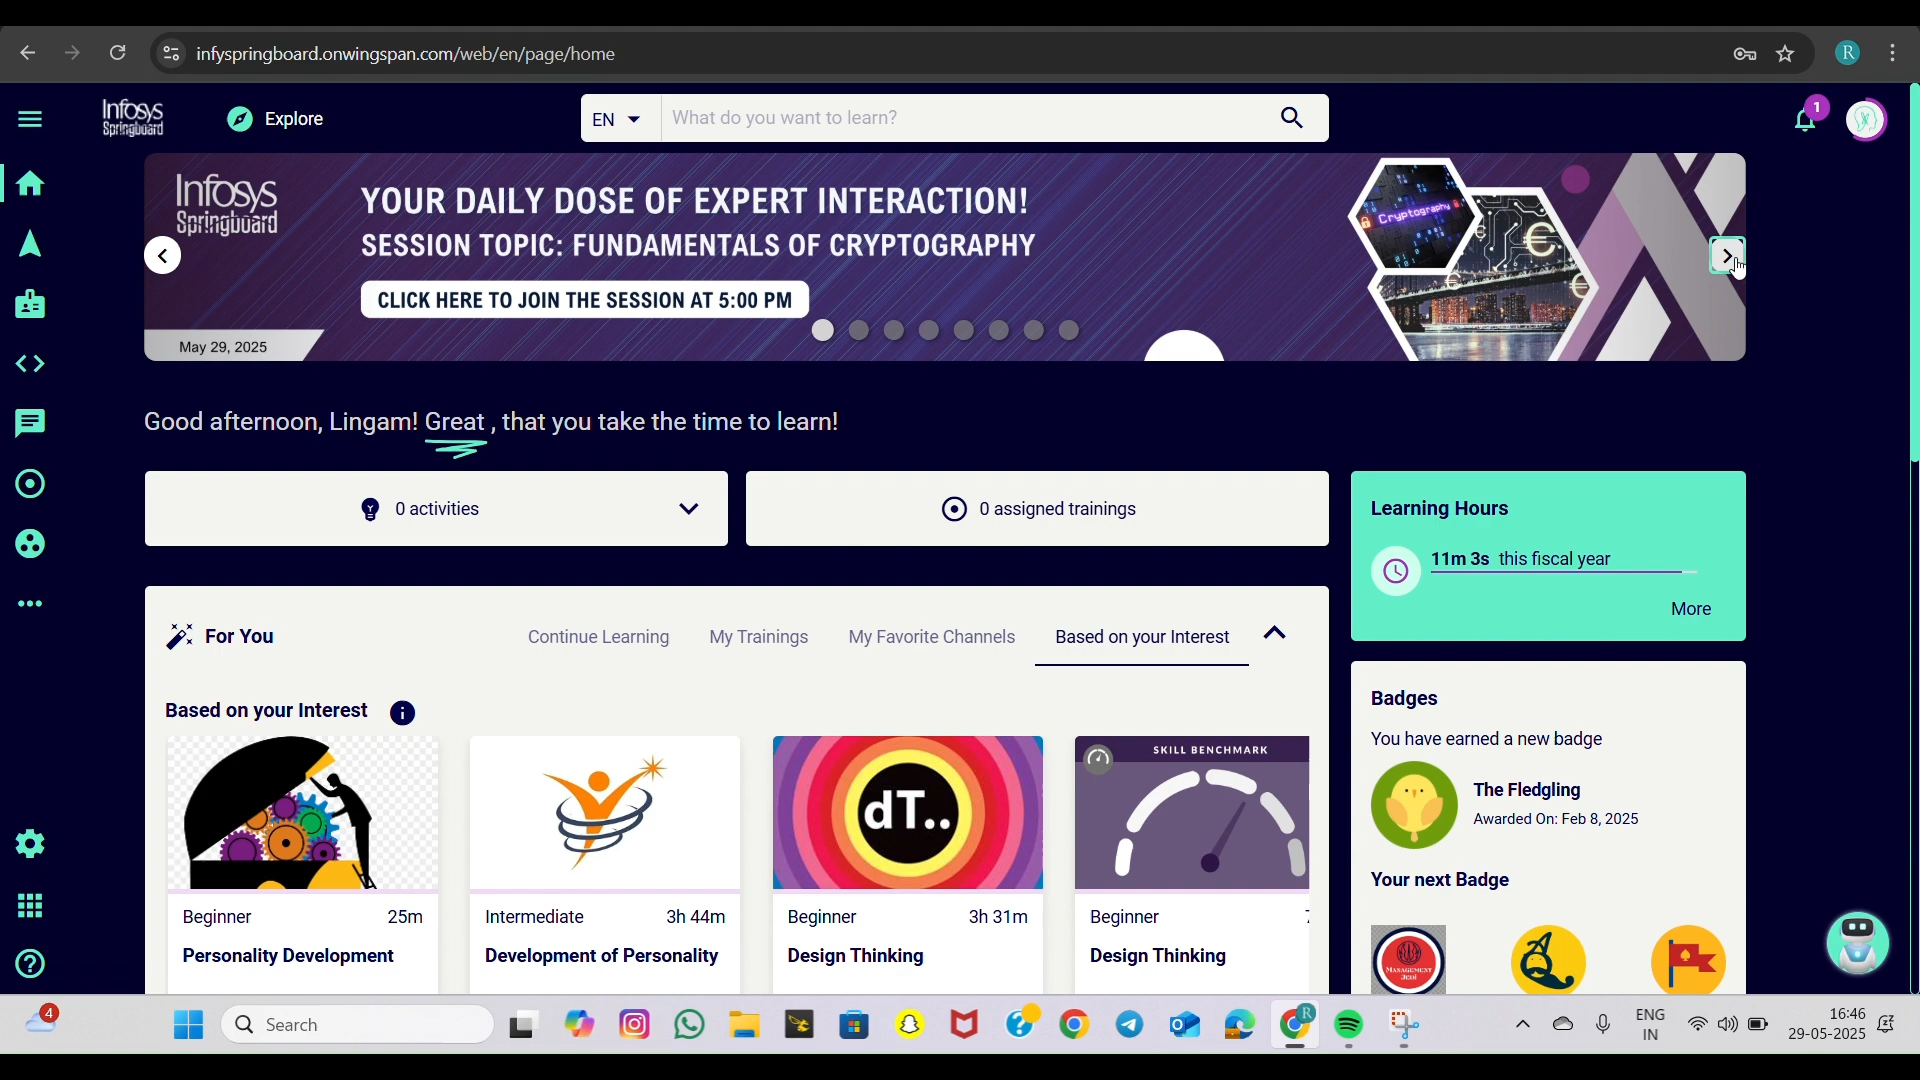 infyspringboard.onwingspan.com/web/en/page/home
R
Infosys
Springboard
Explore
EN
What do you want to learn?
1
Infosys
Springboard
YOUR DAILY DOSE OF EXPERT INTERACTION!
SESSION TOPIC: FUNDAMENTALS OF CRYPTOGRAPHY
CLICK HERE TO JOIN THE SESSION AT 5:00 PM
May 29, 2025
Cryptography
Good afternoon, Lingam! Great , that you take the time to learn!
0 activities
0 assigned trainings
Learning Hours
11m 3s this fiscal year
More
For You
Continue Learning
My Trainings
My Favorite Channels
Based on your Interest
Based on your Interest
SKILL BENCHMARK
dT..
Beginner 25m
Personality Development
Intermediate 3h 44m
Development of Personality
Beginner 3h 31m
Design Thinking
Beginner
Design Thinking
Badges
You have earned a new badge
The Fledgling
Awarded On: Feb 8, 2025
Your next Badge
MANAGEMENT
JEDI
4
Search
R
ENG
IN
16:46
29-05-2025